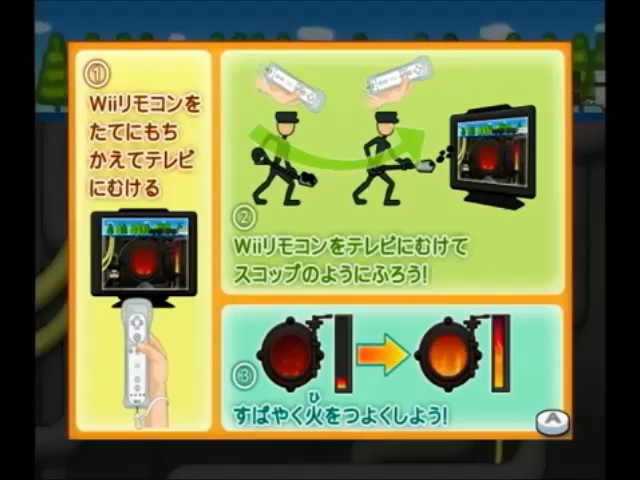 ①
Wiiリモコンを
たてにもち
かえてテレビ
にむける
②
Wiiリモコンをテレビにむけて
スコップのようにふろう!
③
すばやく火をつよくしよう!
ひ
A